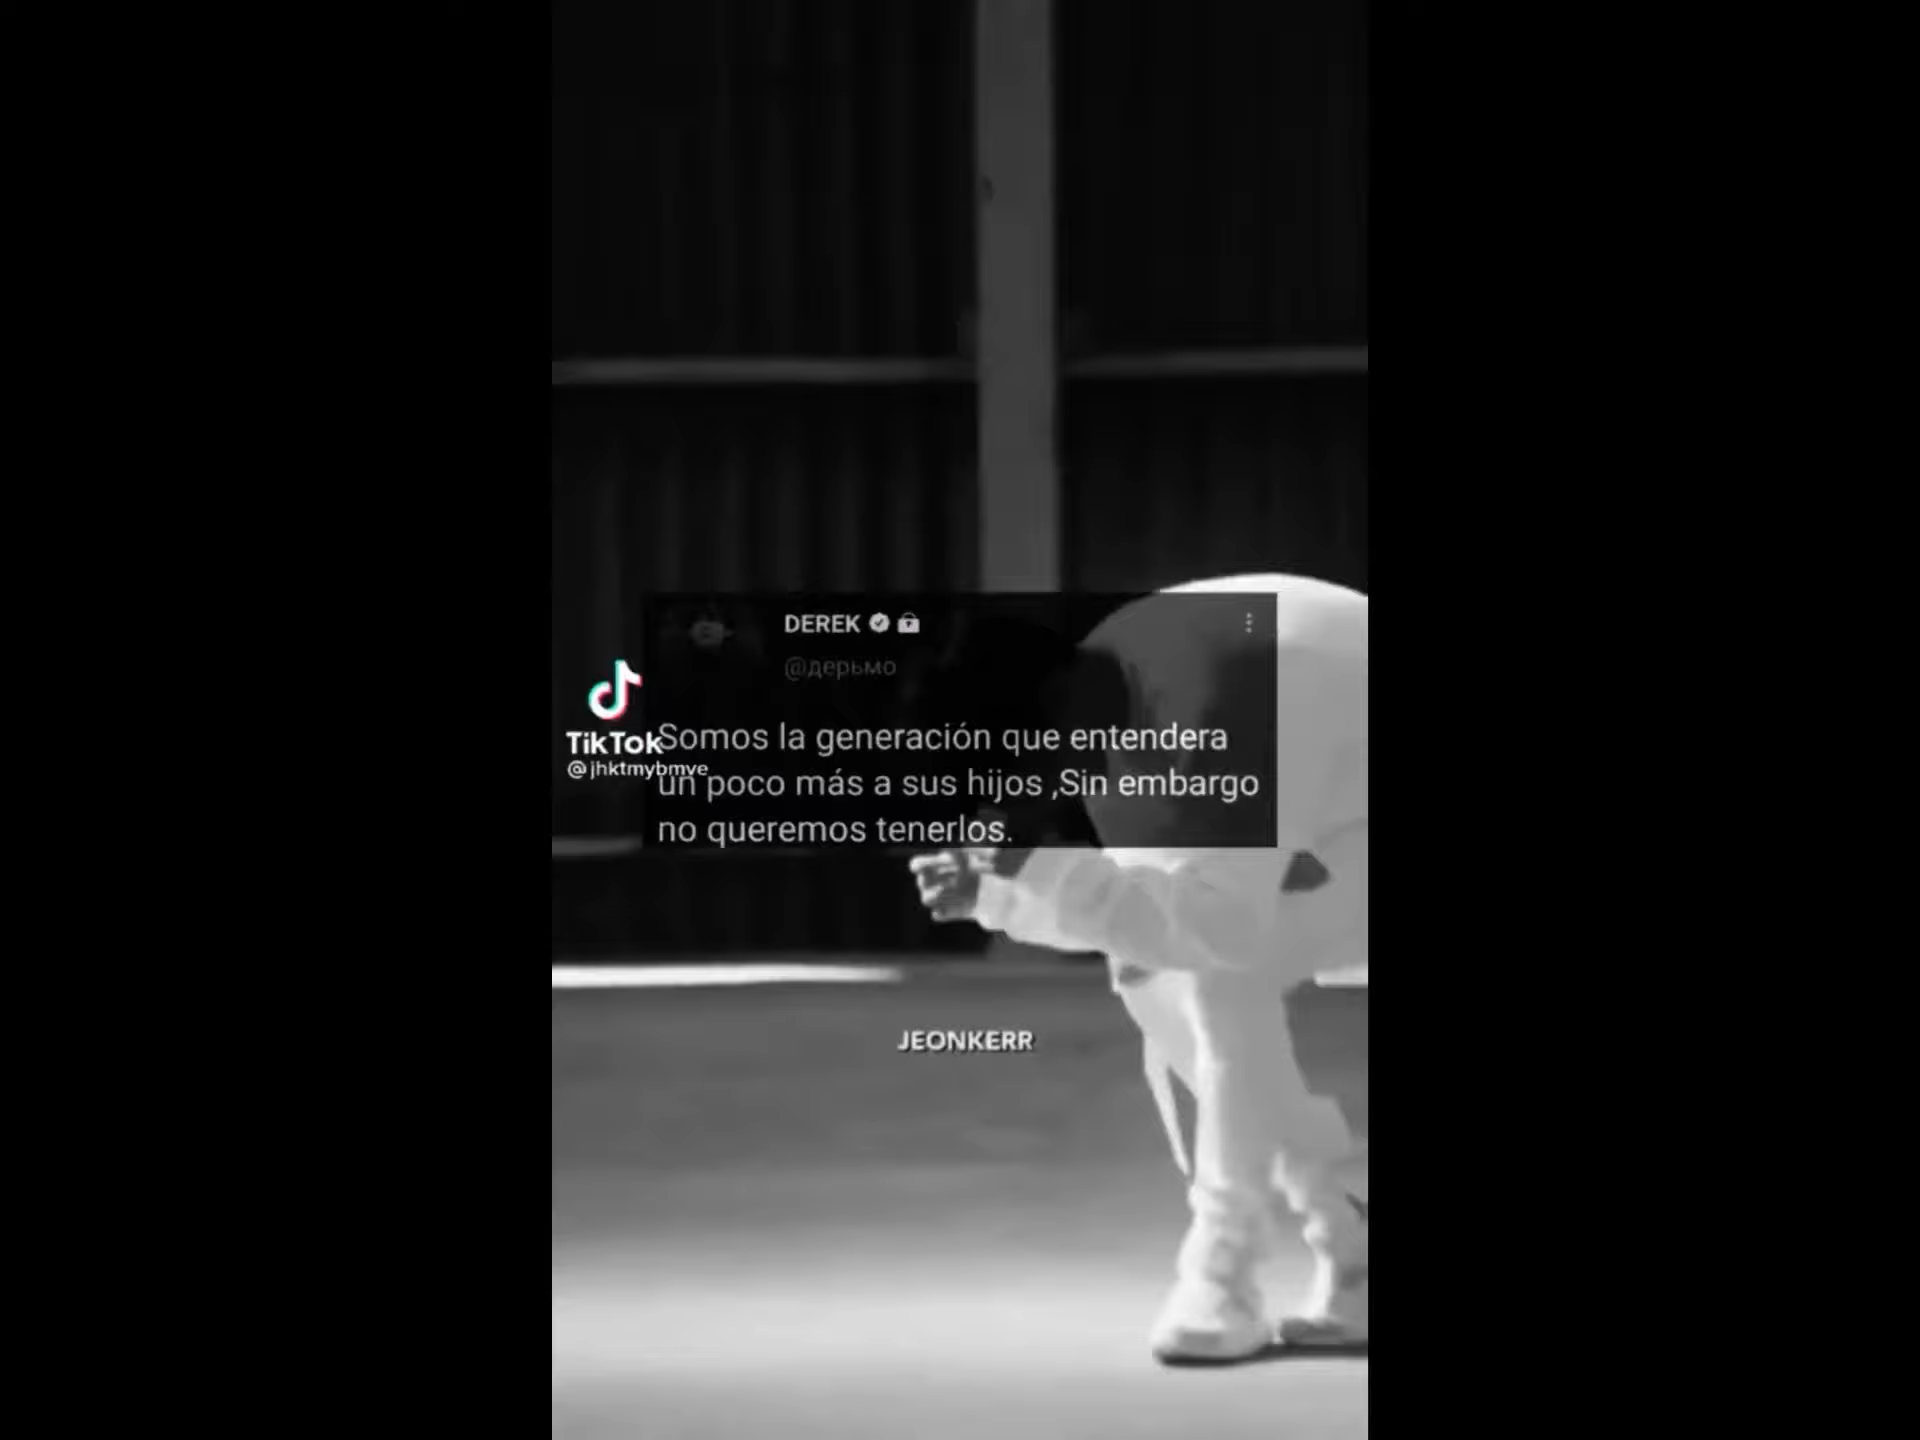 DEREK
@дерьмо
TikTok
@jhktmybmve
Somos la generación que entendera
un poco más a sus hijos ,Sin embargo
no queremos tenerlos.
JEONKERR